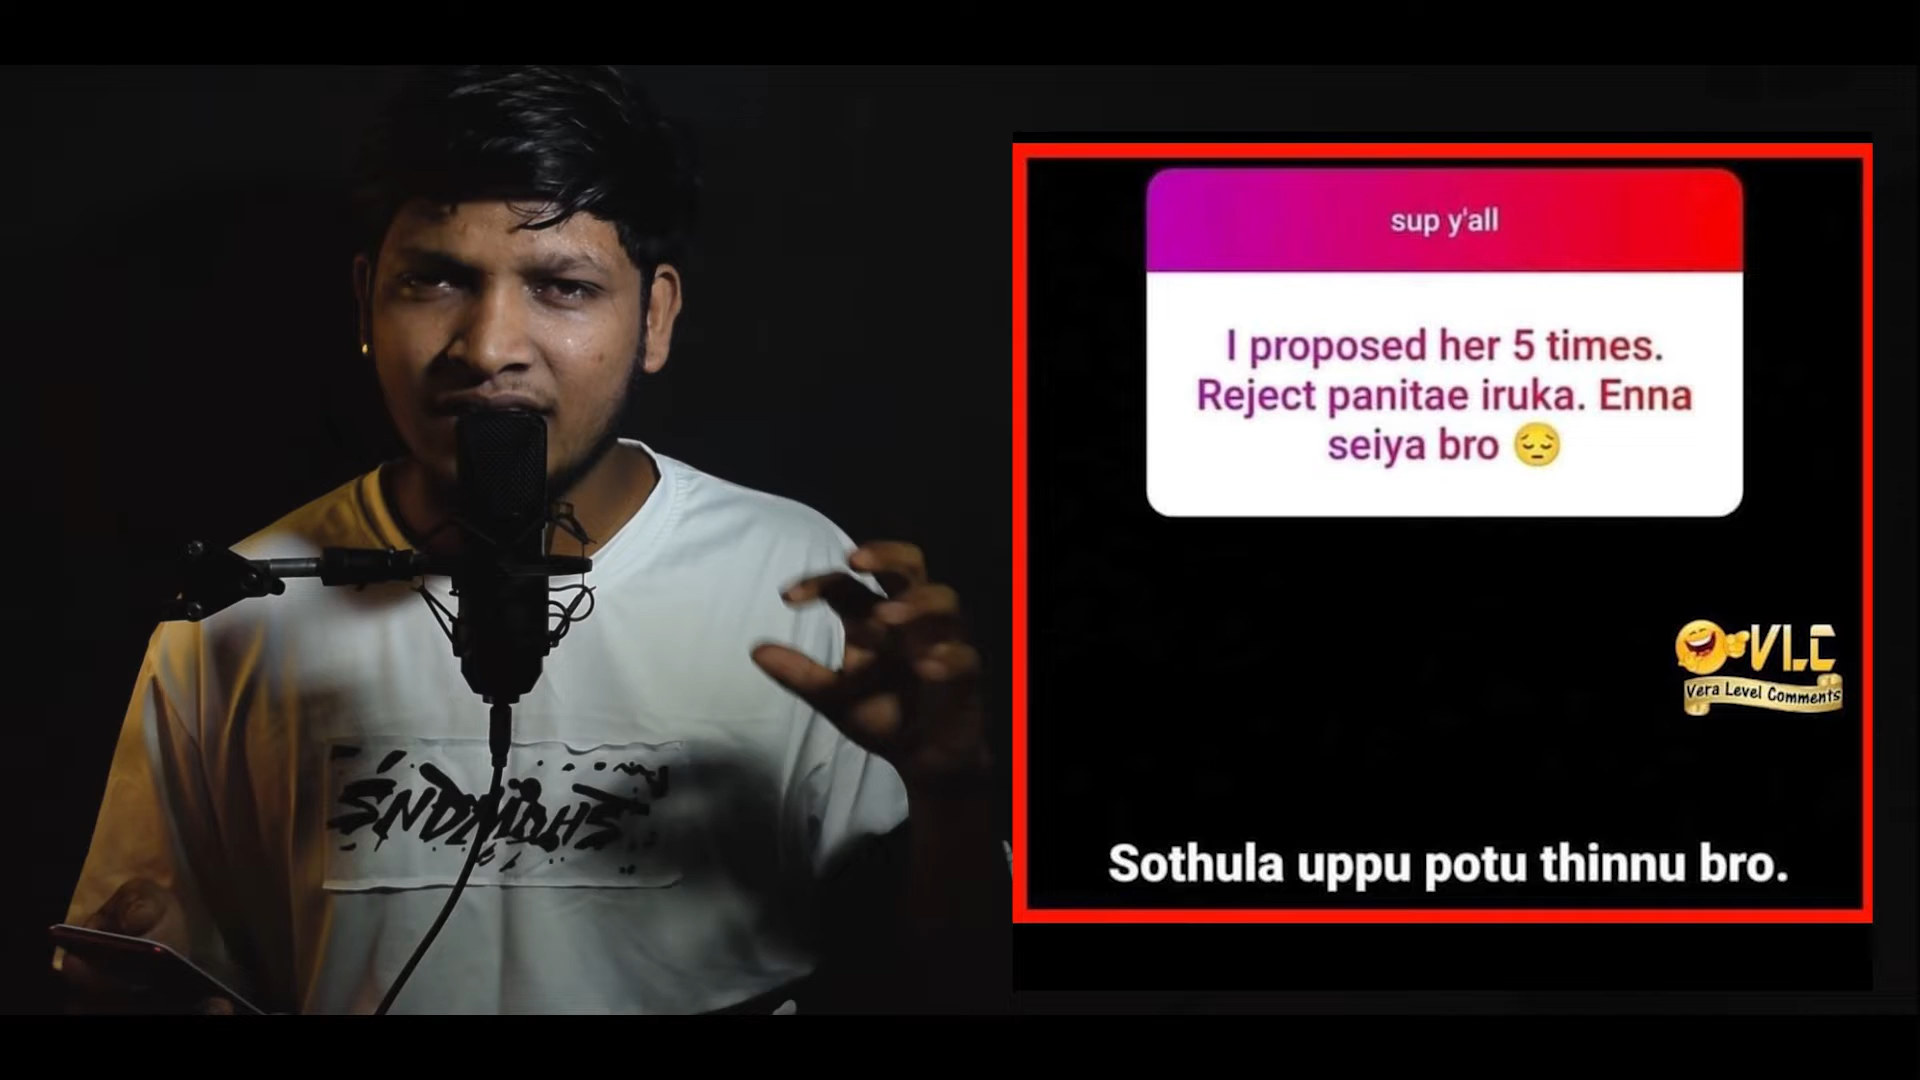 sup y'all
I proposed her 5 times.
Reject panitae iruka. Enna
seiya bro 😔
VLC
Vera Level Comments
SNDMAHS
Sothula uppu potu thinnu bro.